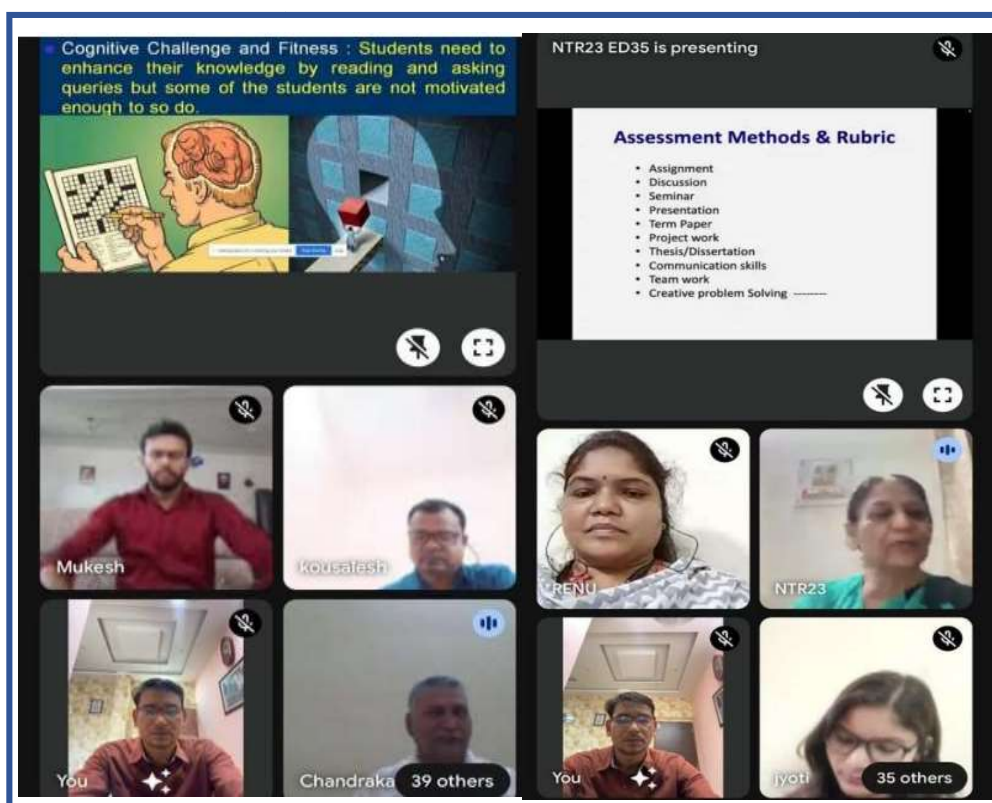 Cognitive Challenge and Fitness : Students need to
enhance their knowledge by reading and asking
queries but some of the students are not motivated
enough to so do.
Mukesh
kousalesh
You
Chandraka
39 others
NTR23 ED35 is presenting
Assessment Methods & Rubric
• Assignment
• Discussion
• Seminar
• Presentation
• Term Paper
• Project work
• Thesis/Dissertation
• Communication skills
• Team work
• Creative problem Solving --------
RENU
NTR23
You
jyoti
35 others